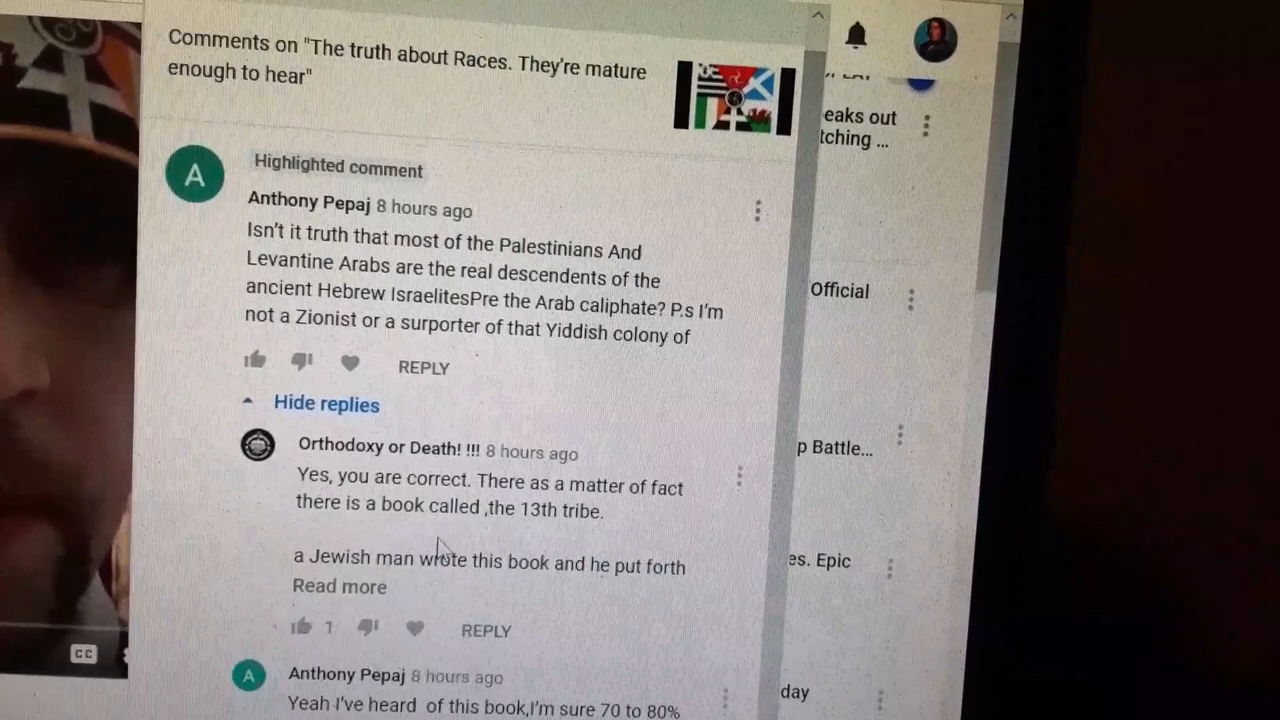 Comments on "The truth about Races. They're mature
enough to hear"
Highlighted comment
A
Anthony Pepaj 8 hours ago
Isn't it truth that most of the Palestinians And
Levantine Arabs are the real descendents of the
ancient Hebrew IsraelitesPre the Arab caliphate? P.s I'm
not a Zionist or a surporter of that Yiddish colony of
REPLY
Hide replies
Orthodoxy or Death! !!! 8 hours ago
Yes, you are correct. There as a matter of fact
there is a book called ,the 13th tribe.
a Jewish man wrote this book and he put forth
Read more
1
REPLY
A
Anthony Pepaj 8 hours ago
Yeah I've heard of this book,I'm sure 70 to 80%
CC
eaks out
tching ...
Official
p Battle...
es. Epic
day